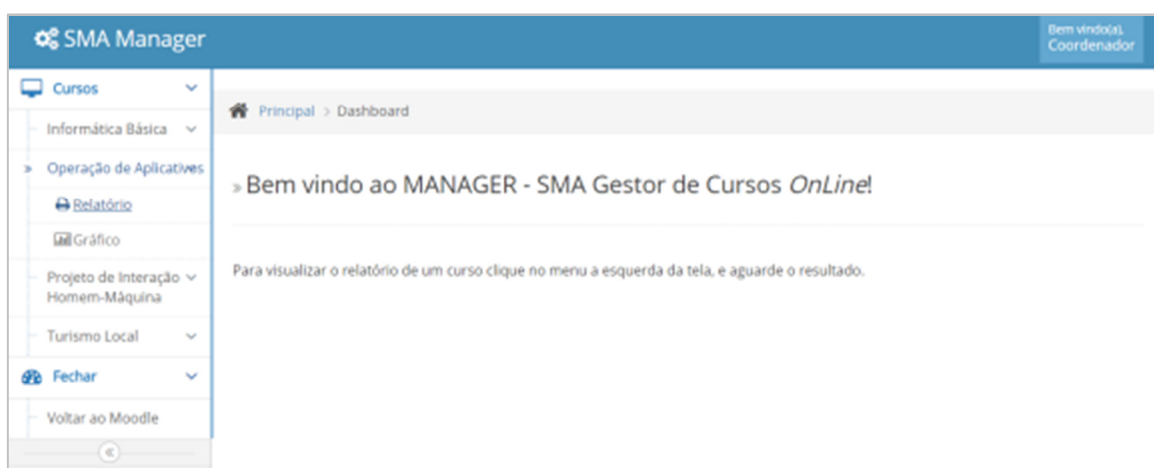 SMA Manager
Bem vindo(a),
Coordenador
Cursos
Informática Básica
Operação de Aplicativos
Relatório
Gráfico
Projeto de Interação
Homem-Máquina
Turismo Local
Fechar
Voltar ao Moodle
Principal > Dashboard
» Bem vindo ao MANAGER - SMA Gestor de Cursos OnLine!
Para visualizar o relatório de um curso clique no menu a esquerda da tela, e aguarde o resultado.